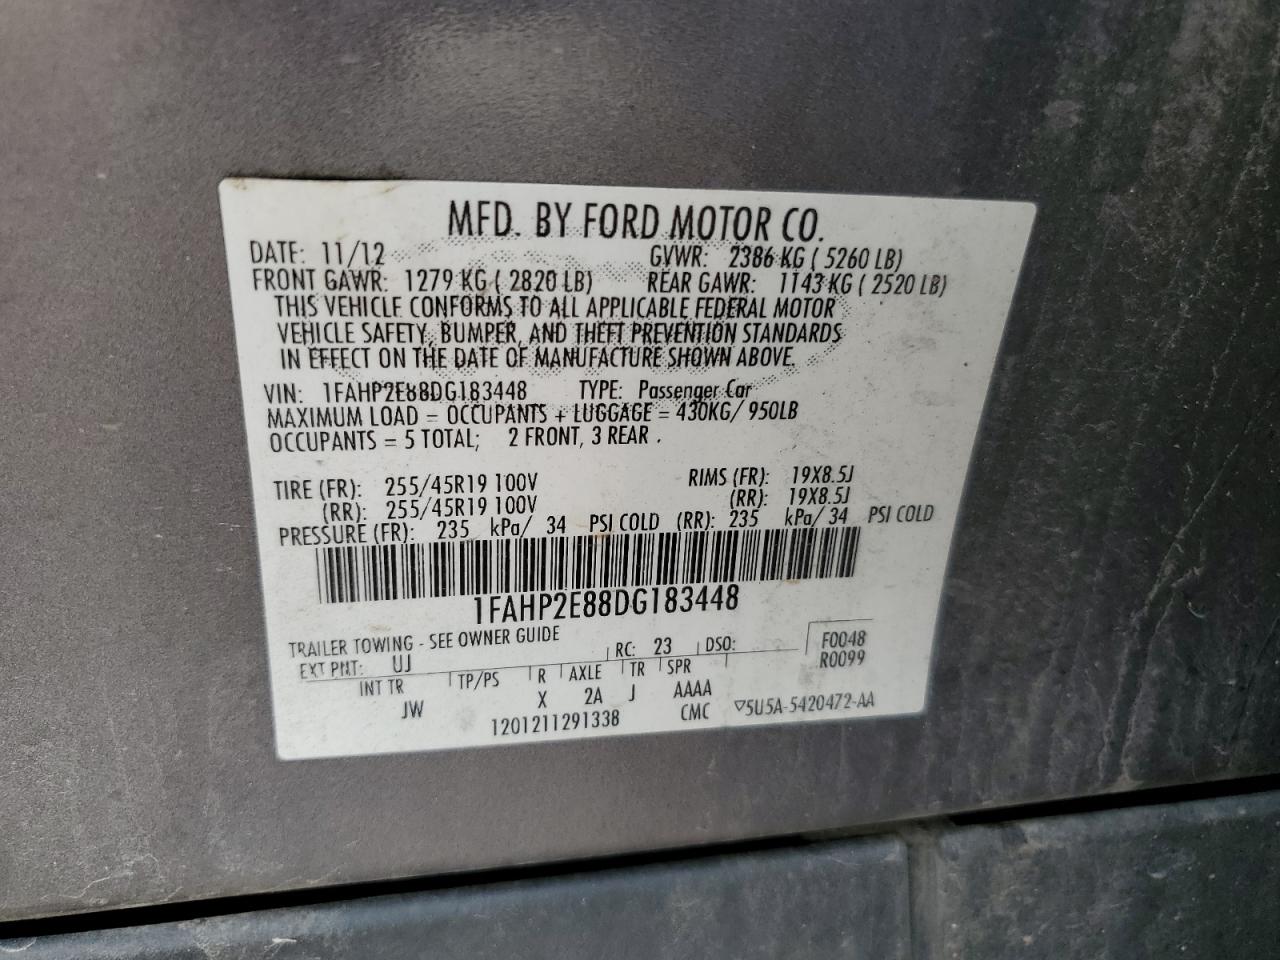 MFD. BY FORD MOTOR CO.
DATE: 11/12 GVWR: 2386 KG ( 5260 LB)
FRONT GAWR: 1279 KG ( 2820 LB) REAR GAWR: 1143 KG ( 2520 LB)
THIS VEHICLE CONFORMS TO ALL APPLICABLE FEDERAL MOTOR
VEHICLE SAFETY, BUMPER, AND THEFT PREVENTION STANDARDS
IN EFFECT ON THE DATE OF MANUFACTURE SHOWN ABOVE.
VIN: 1FAHP2E88DG183448 TYPE: Passenger Car
MAXIMUM LOAD = OCCUPANTS + LUGGAGE = 430KG/ 950LB
OCCUPANTS = 5 TOTAL; 2 FRONT, 3 REAR .
TIRE (FR): 255/45R19 100V RIMS (FR): 19X8.5J
(RR): 255/45R19 100V (RR): 19X8.5J
PRESSURE (FR): 235 kPa/ 34 PSI COLD (RR): 235 kPa/ 34 PSI COLD
1FAHP2E88DG183448
TRAILER TOWING - SEE OWNER GUIDE
EXT PNT: UJ RC: 23 DSO: F0048
R0099
INT TR TP/PS R AXLE TR SPR
JW X 2A J AAAA
1201211291338 CMC ▽5U5A-5420472-AA